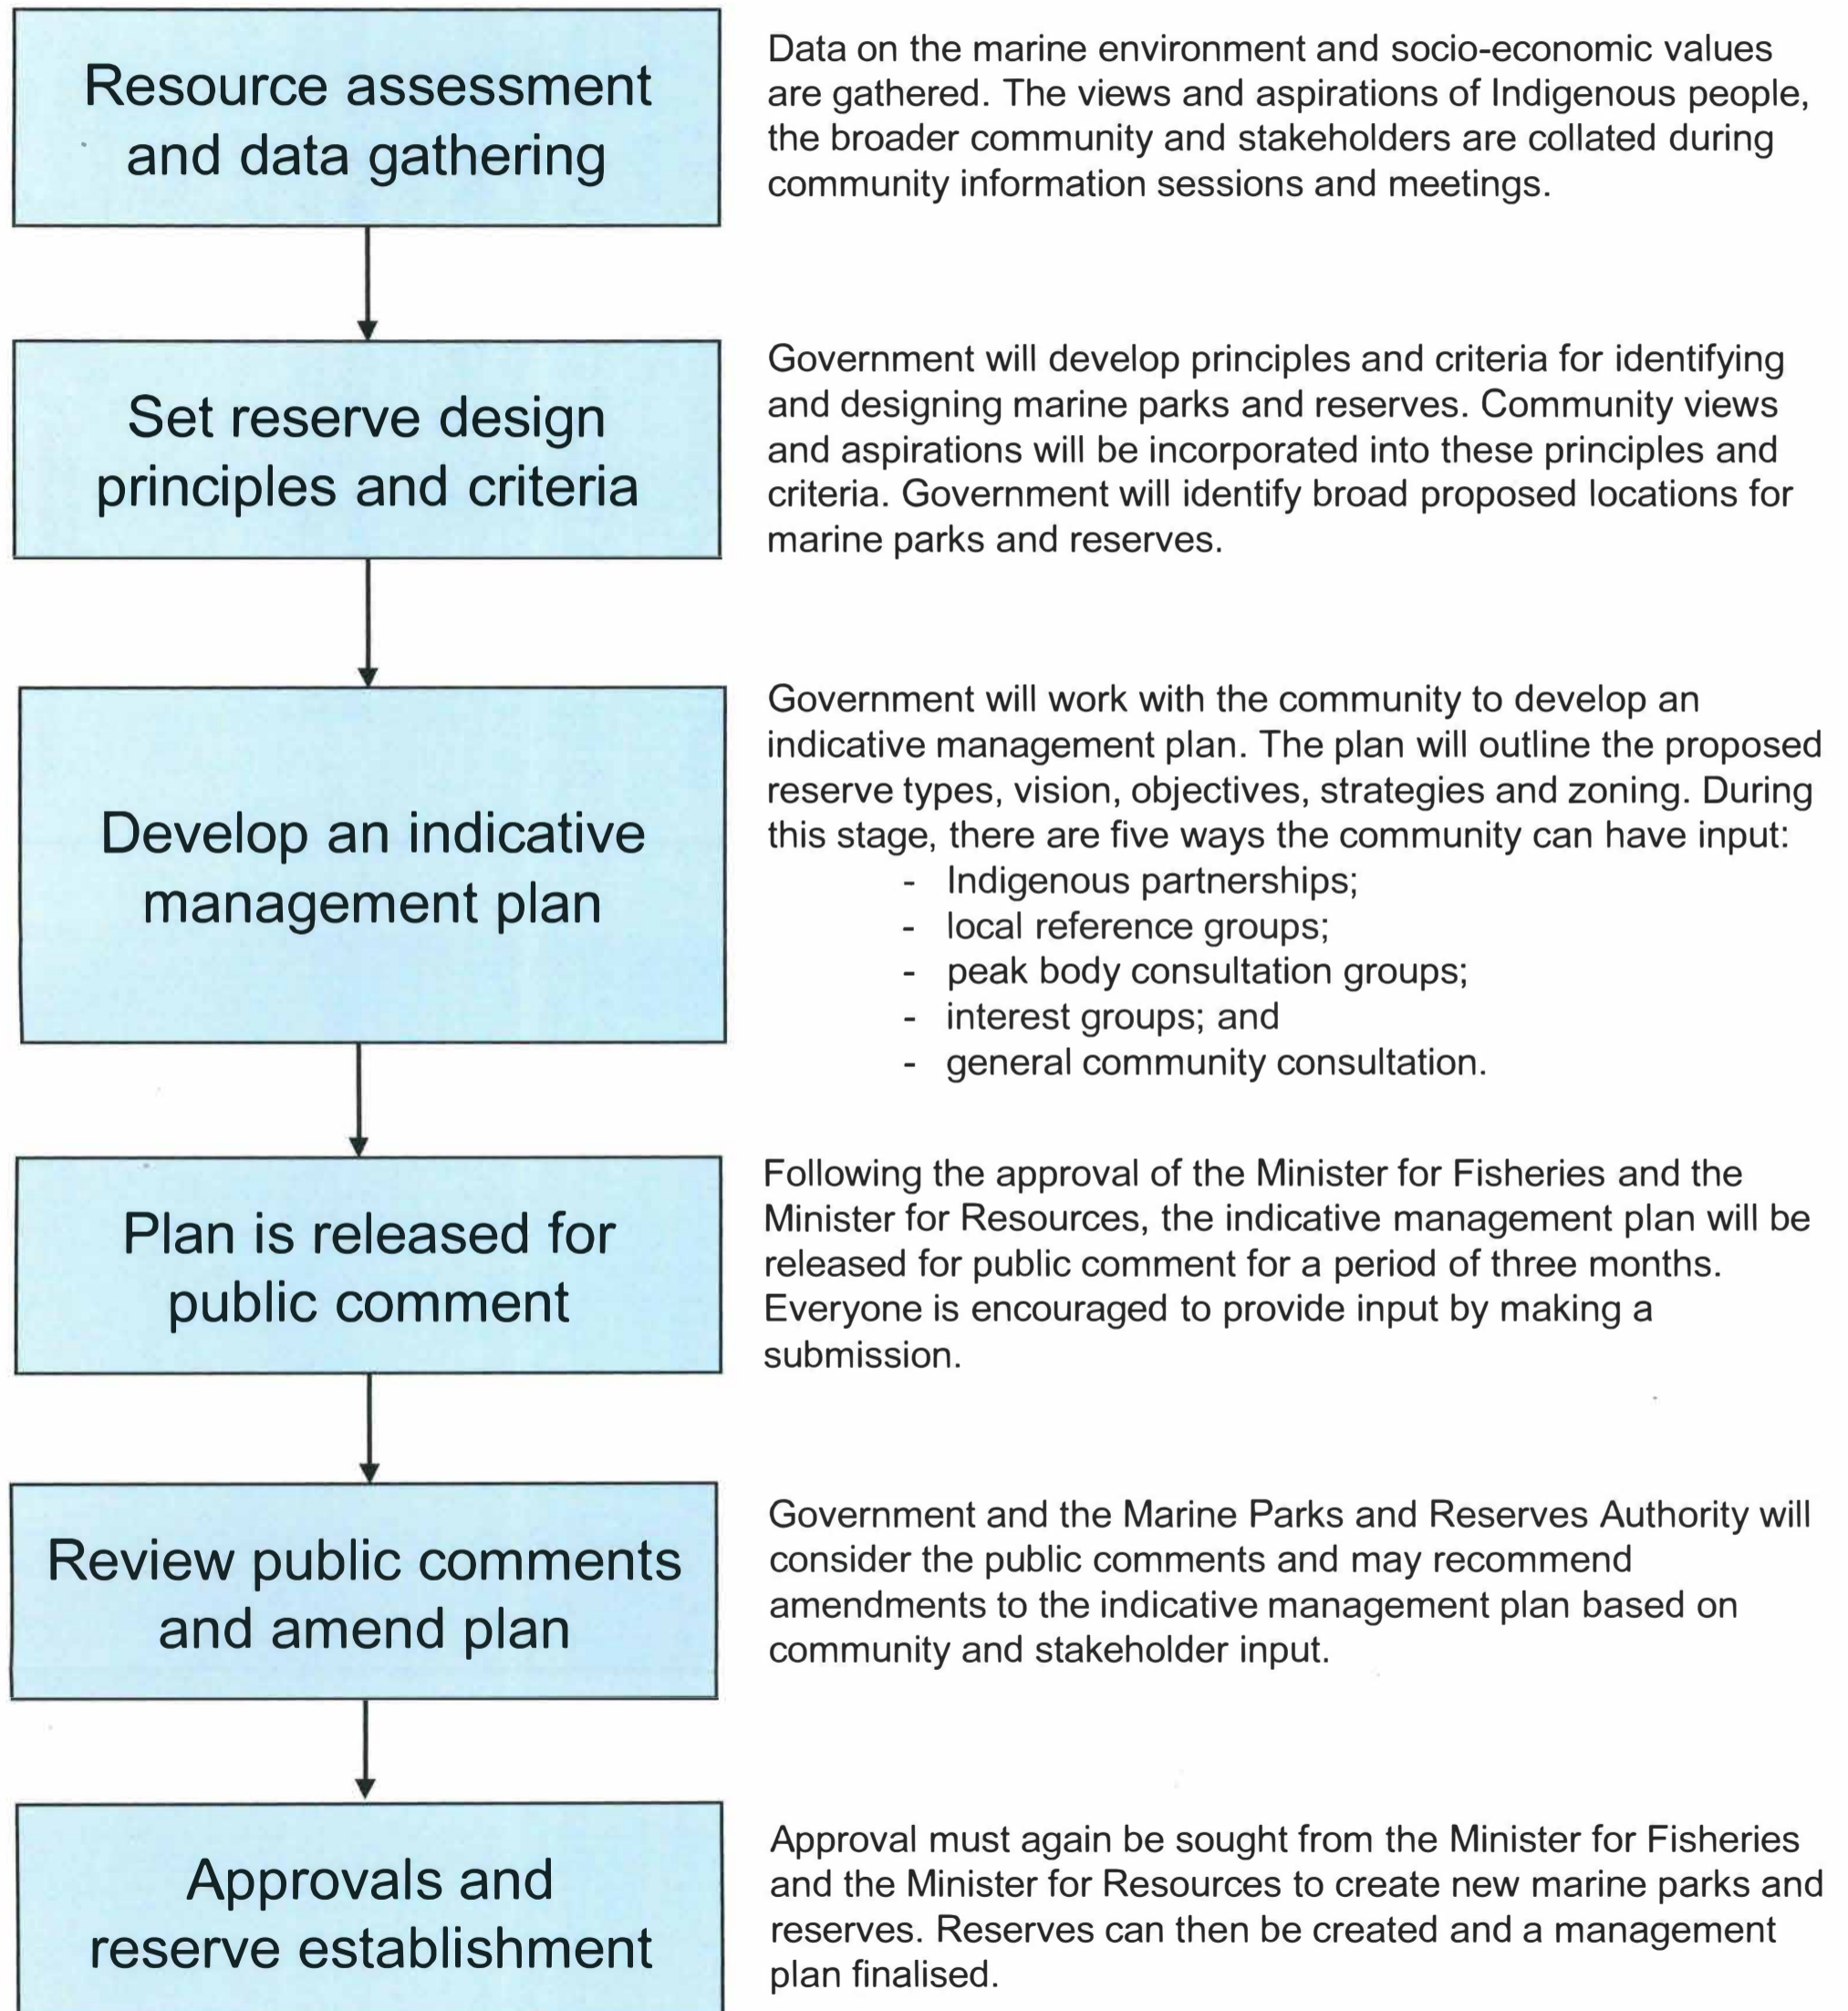 Resource assessment
and data gathering
Data on the marine environment and socio-economic values
are gathered. The views and aspirations of Indigenous people,
the broader community and stakeholders are collated during
community information sessions and meetings.
Set reserve design
principles and criteria
Government will develop principles and criteria for identifying
and designing marine parks and reserves. Community views
and aspirations will be incorporated into these principles and
criteria. Government will identify broad proposed locations for
marine parks and reserves.
Develop an indicative
management plan
Government will work with the community to develop an
indicative management plan. The plan will outline the proposed
reserve types, vision, objectives, strategies and zoning. During
this stage, there are five ways the community can have input:
- Indigenous partnerships;
- local reference groups;
- peak body consultation groups;
- interest groups; and
- general community consultation.
Plan is released for
public comment
Following the approval of the Minister for Fisheries and the
Minister for Resources, the indicative management plan will be
released for public comment for a period of three months.
Everyone is encouraged to provide input by making a
submission.
Review public comments
and amend plan
Government and the Marine Parks and Reserves Authority will
consider the public comments and may recommend
amendments to the indicative management plan based on
community and stakeholder input.
Approvals and
reserve establishment
Approval must again be sought from the Minister for Fisheries
and the Minister for Resources to create new marine parks and
reserves. Reserves can then be created and a management
plan finalised.